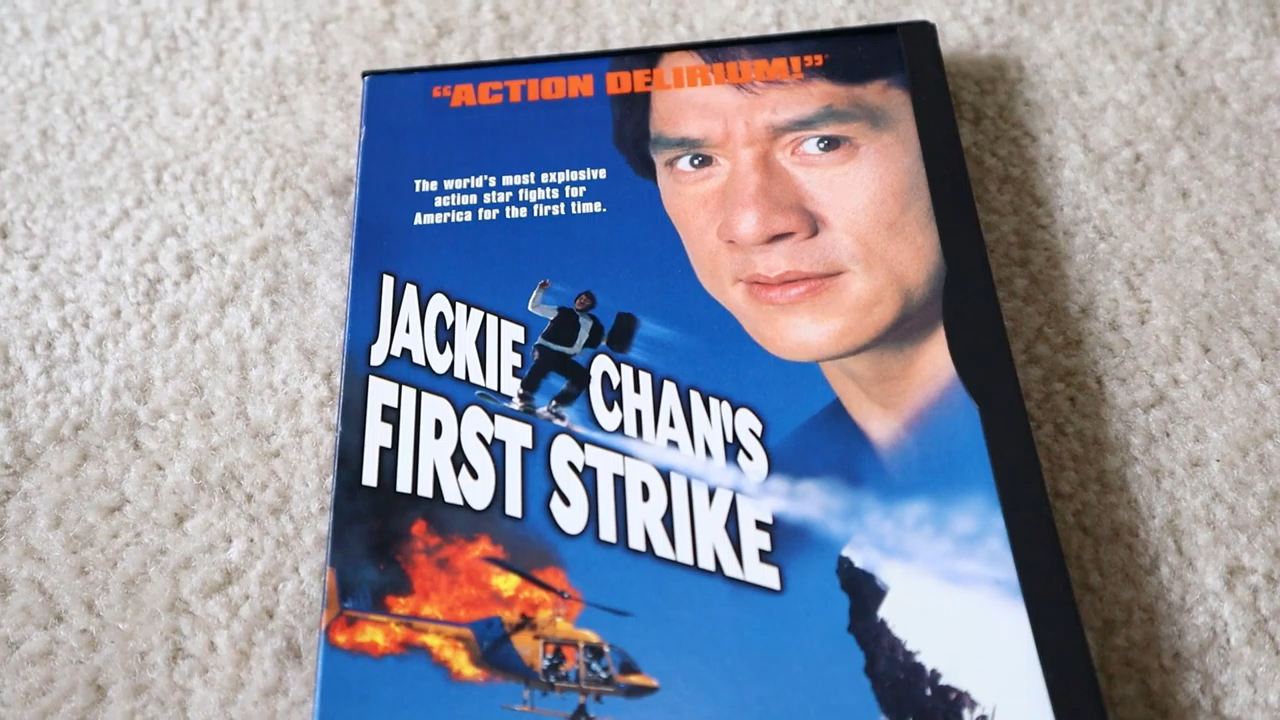 “ACTION DELIRIUM!”
The world's most explosive
action star fights for
America for the first time.
JACKIE CHAN'S
FIRST STRIKE